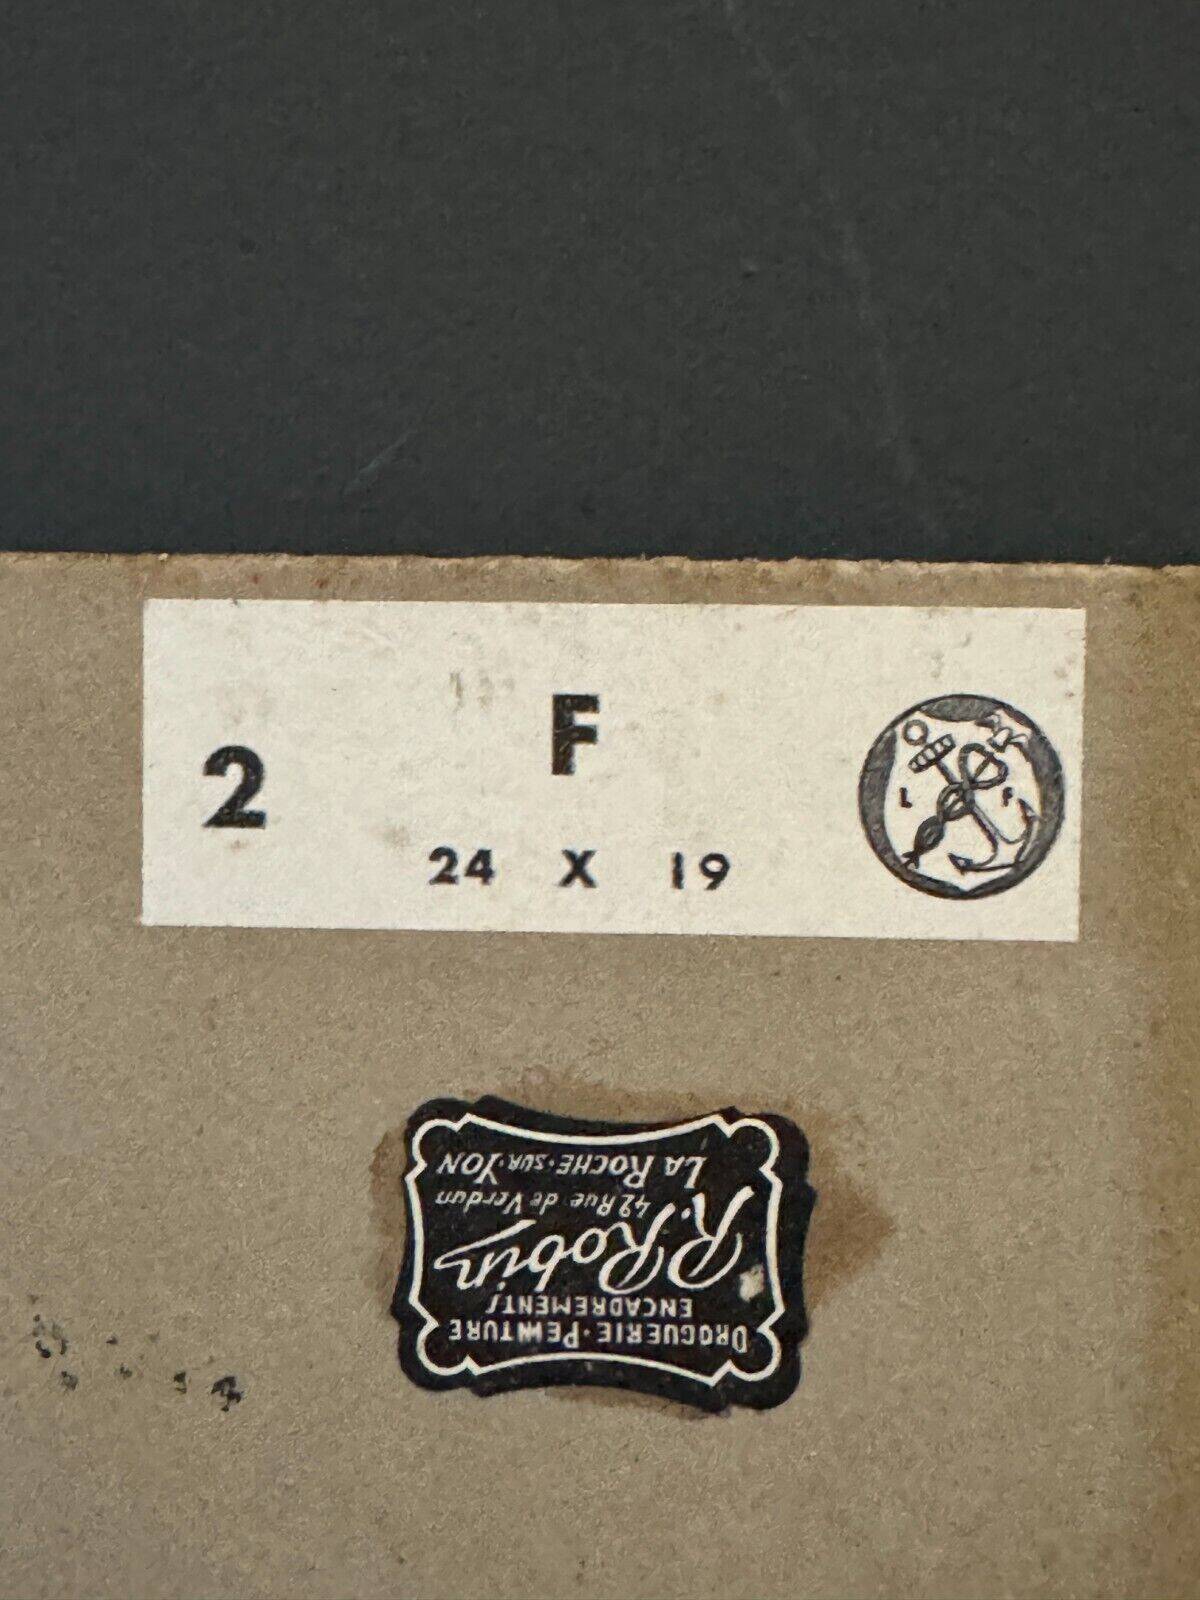 2
F
24 X 19
L F
DROGUERIE·PEINTURE
ENCADREMENTS
R. Robin
42 Rue de Verdun
LA ROCHE·SUR·YON